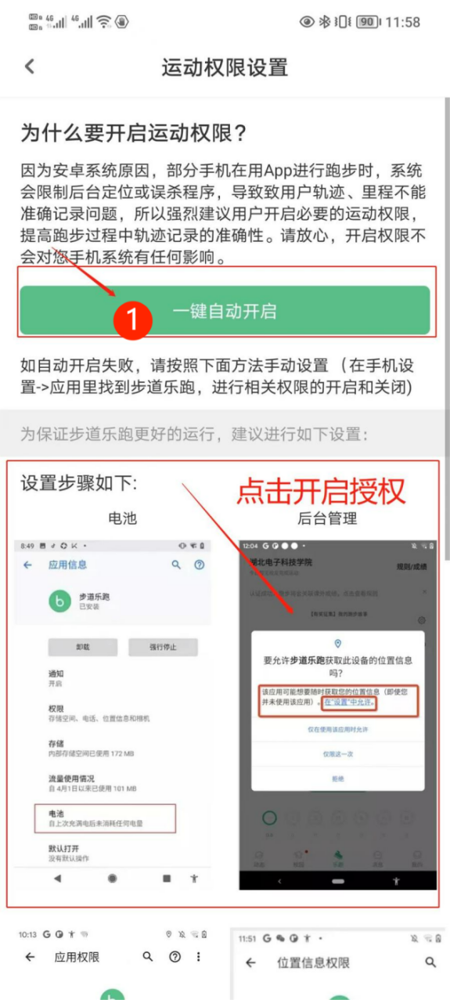 11:58
90
运动权限设置
为什么要开启运动权限？
因为安卓系统原因，部分手机在用App进行跑步时，系统
会限制后台定位或误杀程序，导致致用户轨迹、里程不能
准确记录问题，所以强烈建议用户开启必要的运动权限，
提高跑步过程中轨迹记录的准确性。请放心，开启权限不
会对您手机系统有任何影响。
1
一键自动开启
如自动开启失败，请按照下面方法手动设置 （在手机设
置->应用里找到步道乐跑，进行相关权限的开启和关闭)
为保证步道乐跑更好的运行，建议进行如下设置：
设置步骤如下:
点击开启授权
电池
后台管理
8:49
应用信息
步道乐跑
已安装
卸载
强行停止
通知
开启
权限
存储空间、电话、位置信息和相机
存储
内部存储空间已使用 172 MB
流量使用情况
自 4月1日以来已使用 101 MB
电池
自上次充满电后未消耗任何电量
默认打开
没有默认操作
12:04
湖北电子科技学院
规则/成绩
要允许步道乐跑获取此设备的位置信息
吗？
该应用可能想要随时获取您的位置信息（即使您
并未使用该应用）。在“设置”中允许。
仅在使用该应用时允许
仅限这一次
拒绝
10:13
应用权限
11:51
位置信息权限